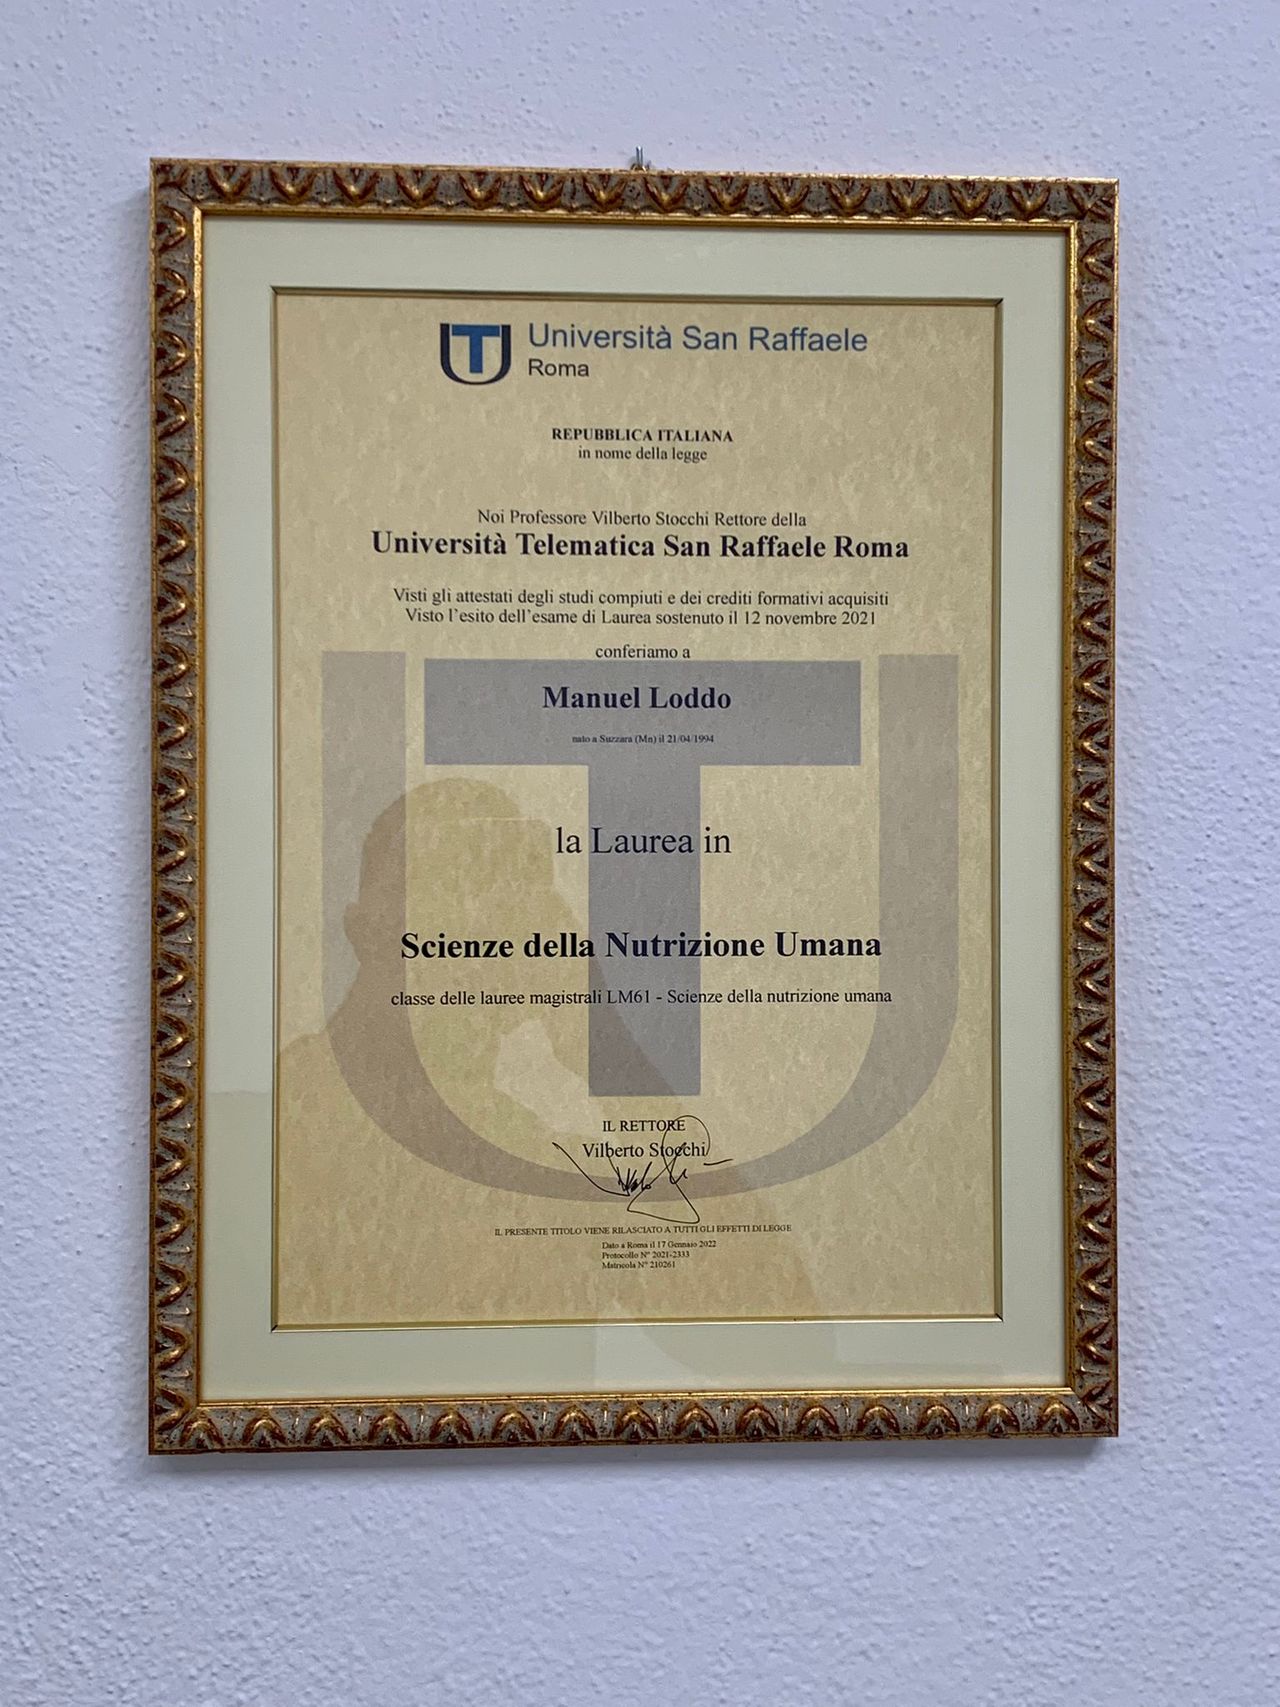 Università San Raffaele
Roma
REPUBBLICA ITALIANA
in nome della legge
Noi Professore Vilberto Stocchi Rettore della
Università Telematica San Raffaele Roma
Visti gli attestati degli studi compiuti e dei crediti formativi acquisiti
Visto l'esito dell'esame di Laurea sostenuto il 12 novembre 2021
conferiamo a
Manuel Loddo
nato a Suzzara (Mn) il 21/04/1994
la Laurea in
Scienze della Nutrizione Umana
classe delle lauree magistrali LM61 - Scienze della nutrizione umana
IL RETTORE
Vilberto Stocchi
IL PRESENTE TITOLO VIENE RILASCIATO A TUTTI GLI EFFETTI DI LEGGE
Dato a Roma il 17 Gennaio 2022
Protocollo N° 2021-2333
Matricola N° 210261